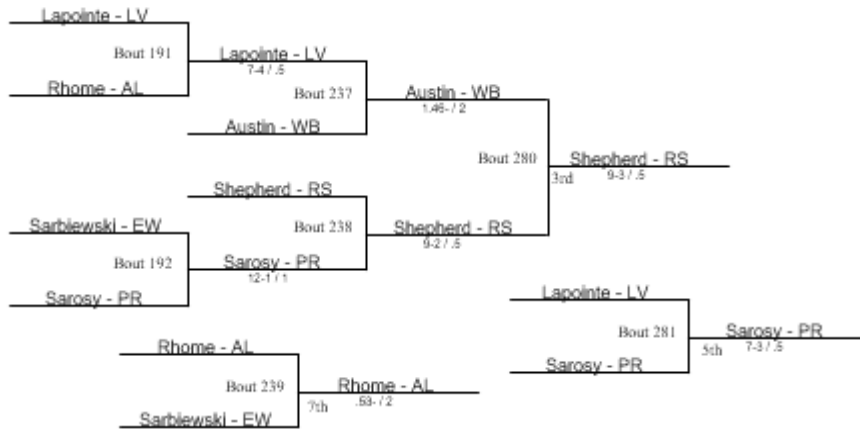 Lapointe - LV
Bout 191
Rhome - AL
Lapointe - LV
7-4 / .5
Bout 237
Austin - WB
Austin - WB
1.46- / 2
Bout 280
Shepherd - RS
9-3 / .5
3rd
Shepherd - RS
Bout 238
Shepherd - RS
9-2 / .5
Sarbiewski - EW
Bout 192
Sarosy - PR
12-1 / 1
Sarosy - PR
Lapointe - LV
Bout 281
Sarosy - PR
7-3 / .5
5th
Sarosy - PR
Rhome - AL
Bout 239
Rhome - AL
.53- / 2
7th
Sarbiewski - EW